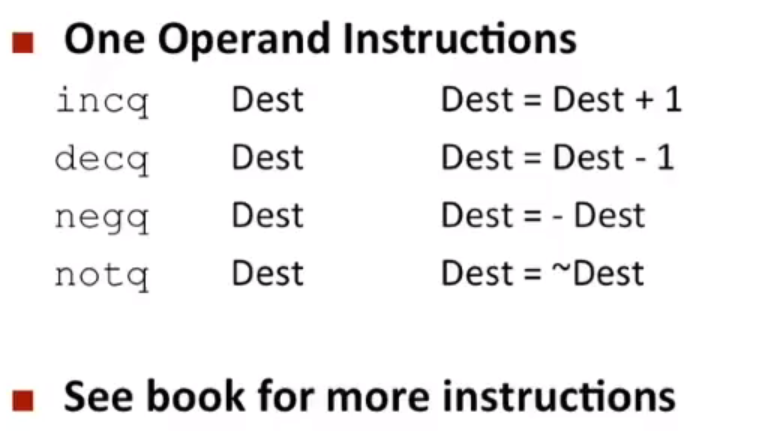 One Operand Instructions
incq Dest Dest = Dest + 1
decq Dest Dest = Dest - 1
negq Dest Dest = - Dest
notq Dest Dest = ~Dest
See book for more instructions